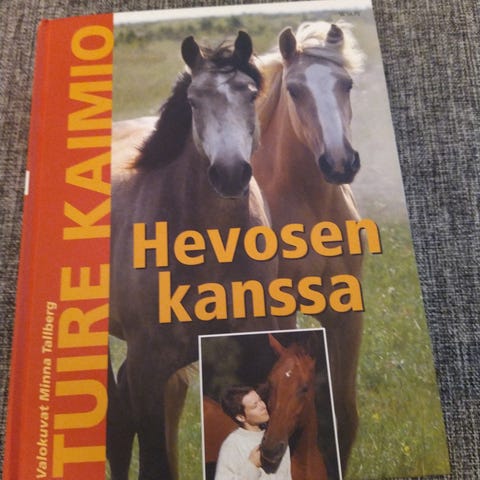 TUIRE KAIMIO
Valokuvat Minna Tallberg
Hevosen
kanssa